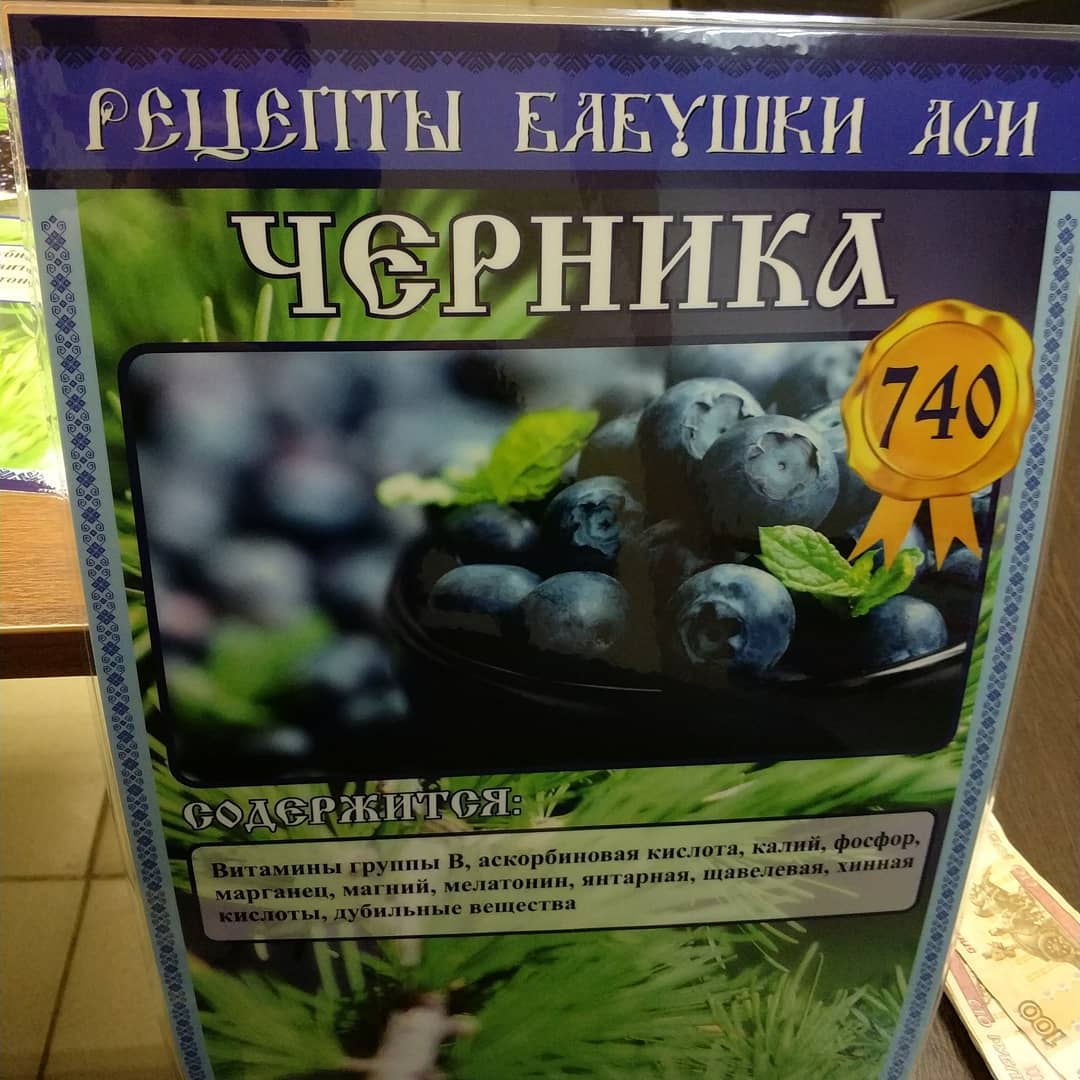 РЕЦЕПТЫ БАБУШКИ АСИ
ЧЕРНИКА
740
СОДЕРЖИТСЯ:
Витамины группы В, аскорбиновая кислота, калий, фосфор,
марганец, магний, мелатонин, янтарная, щавелевая, хинная
кислоты, дубильные вещества
100